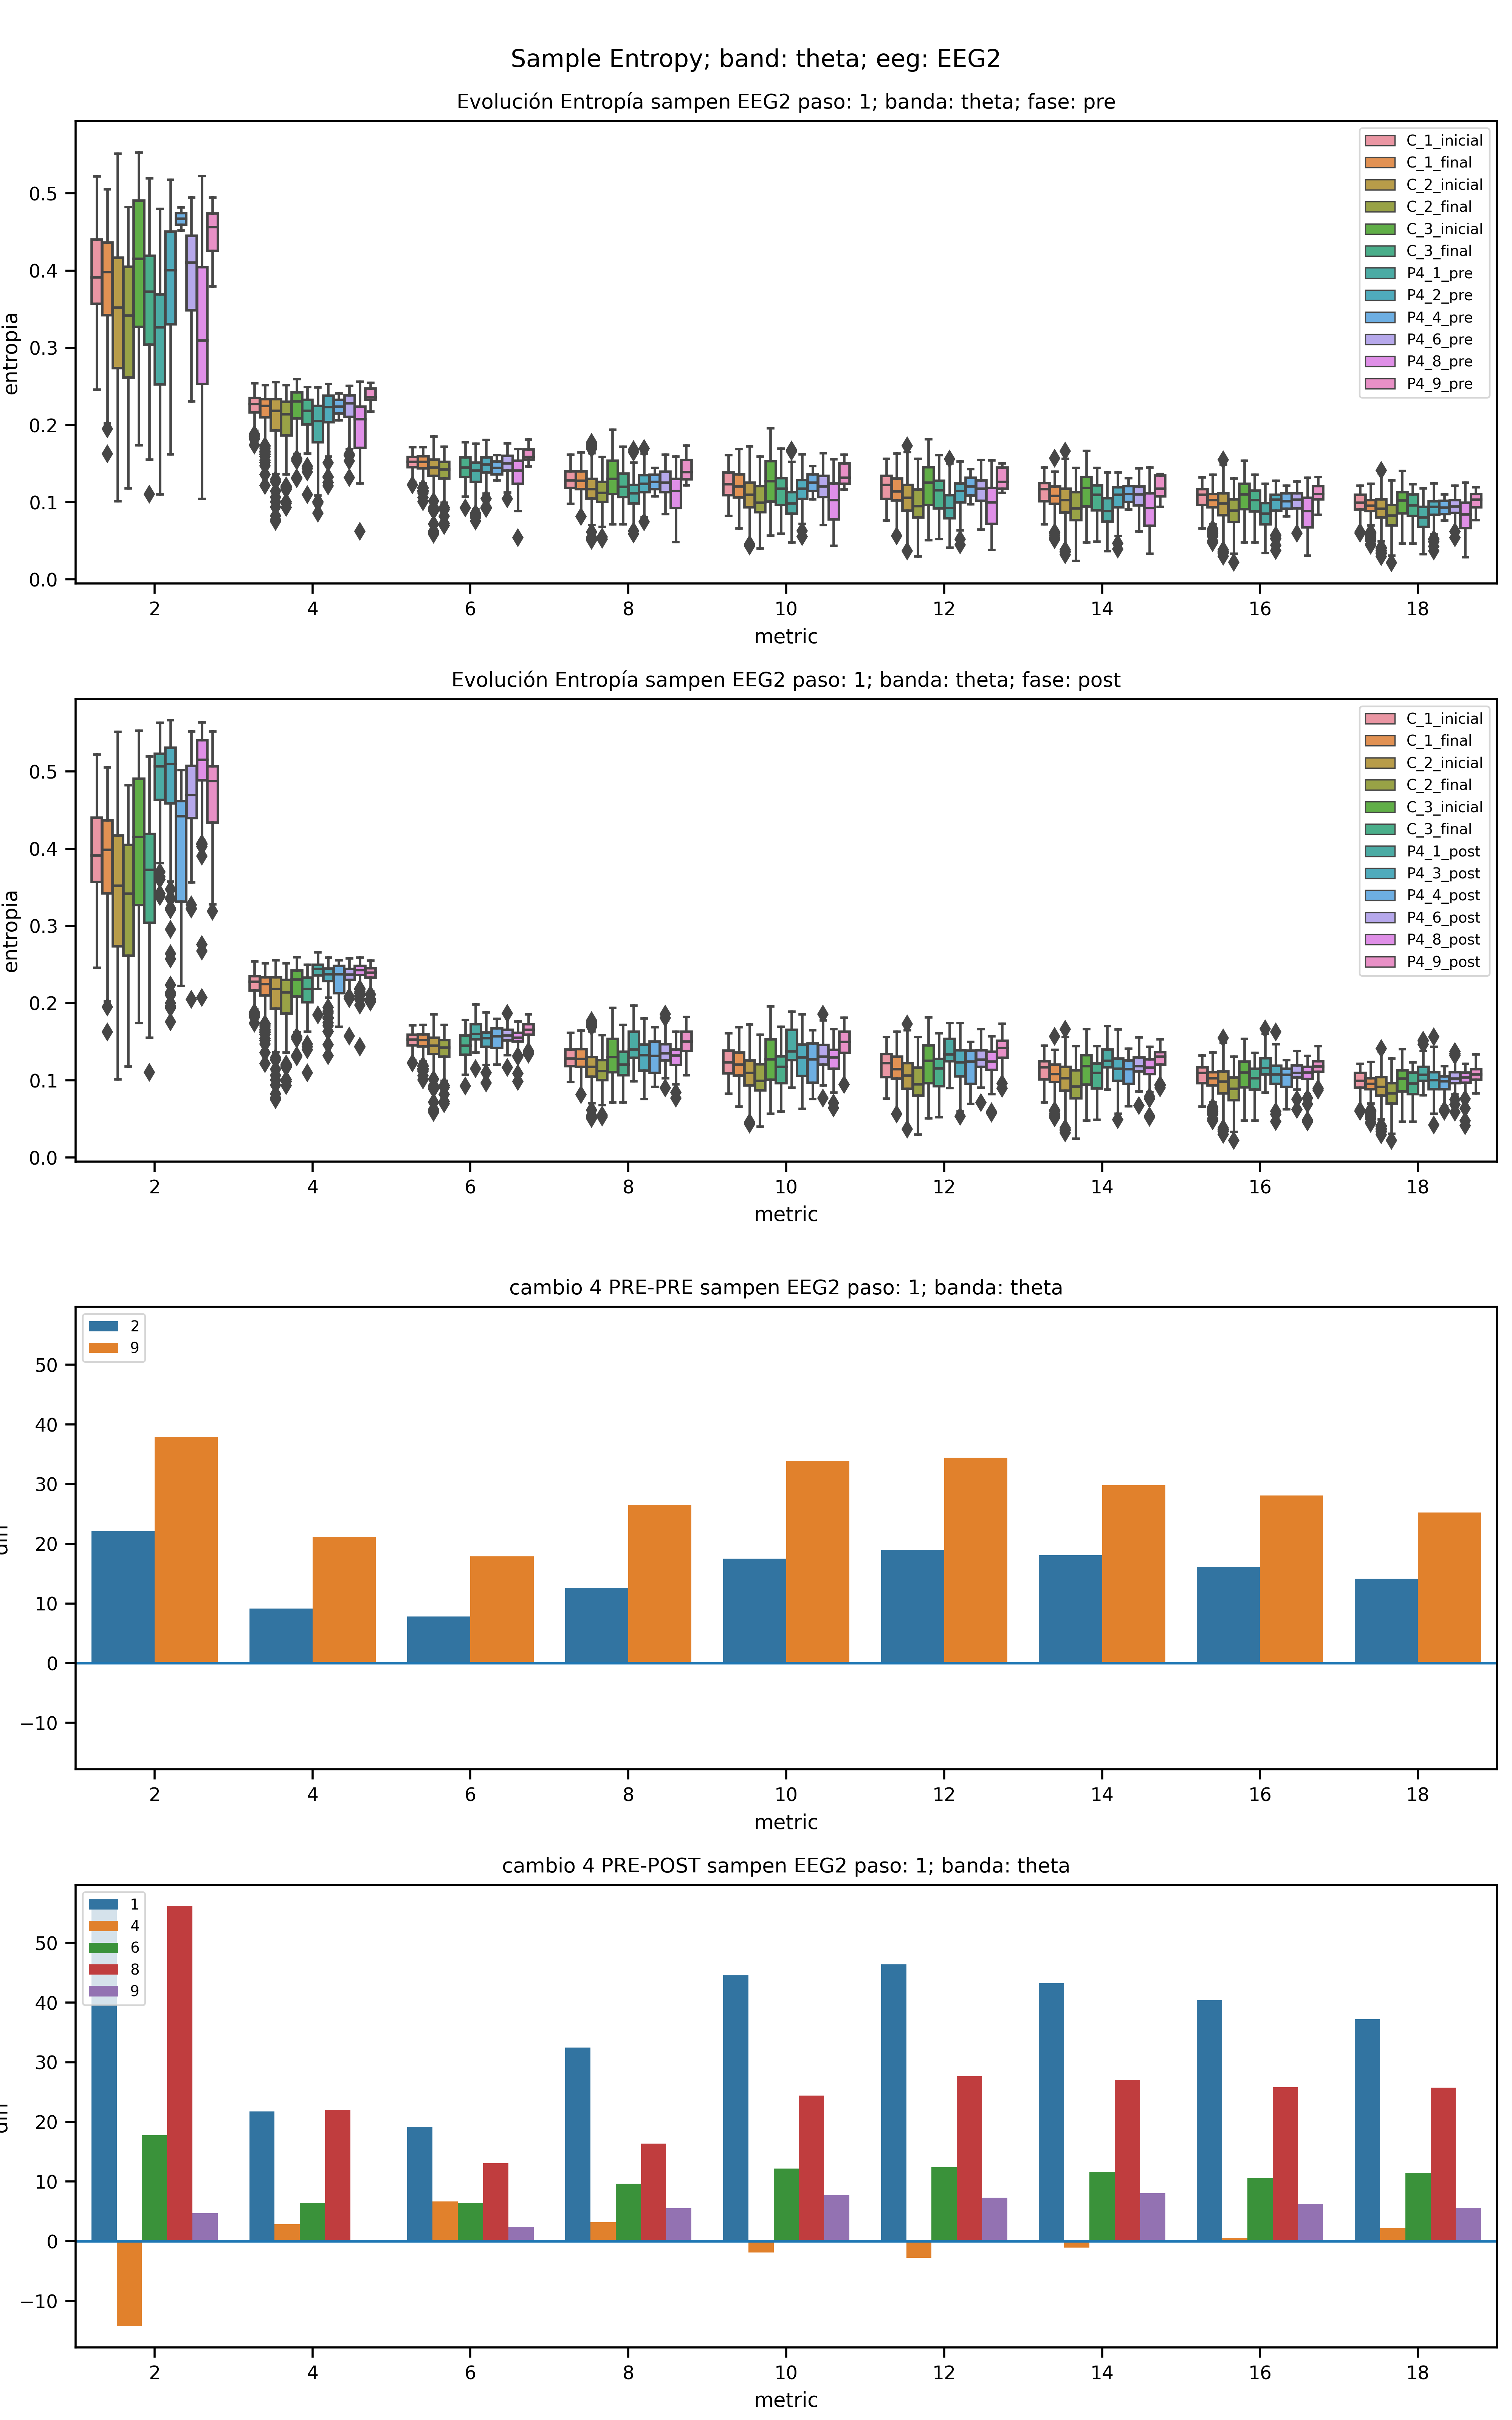 Sample Entropy; band: theta; eeg: EEG2
Evolución Entropía sampen EEG2 paso: 1; banda: theta; fase: pre
entropia
0.5
0.4
0.3
0.2
0.1
0.0
C_1_inicial
C_1_final
C_2_inicial
C_2_final
C_3_inicial
C_3_final
P4_1_pre
P4_2_pre
P4_4_pre
P4_6_pre
P4_8_pre
P4_9_pre
2 4 6 8 10 12 14 16 18
metric
Evolución Entropía sampen EEG2 paso: 1; banda: theta; fase: post
entropia
0.5
0.4
0.3
0.2
0.1
0.0
C_1_inicial
C_1_final
C_2_inicial
C_2_final
C_3_inicial
C_3_final
P4_1_post
P4_3_post
P4_4_post
P4_6_post
P4_8_post
P4_9_post
2 4 6 8 10 12 14 16 18
metric
cambio 4 PRE-PRE sampen EEG2 paso: 1; banda: theta
2
9
50
40
30
20
10
0
−10
2 4 6 8 10 12 14 16 18
metric
cambio 4 PRE-POST sampen EEG2 paso: 1; banda: theta
1
4
6
8
9
50
40
30
20
10
0
−10
2 4 6 8 10 12 14 16 18
metric